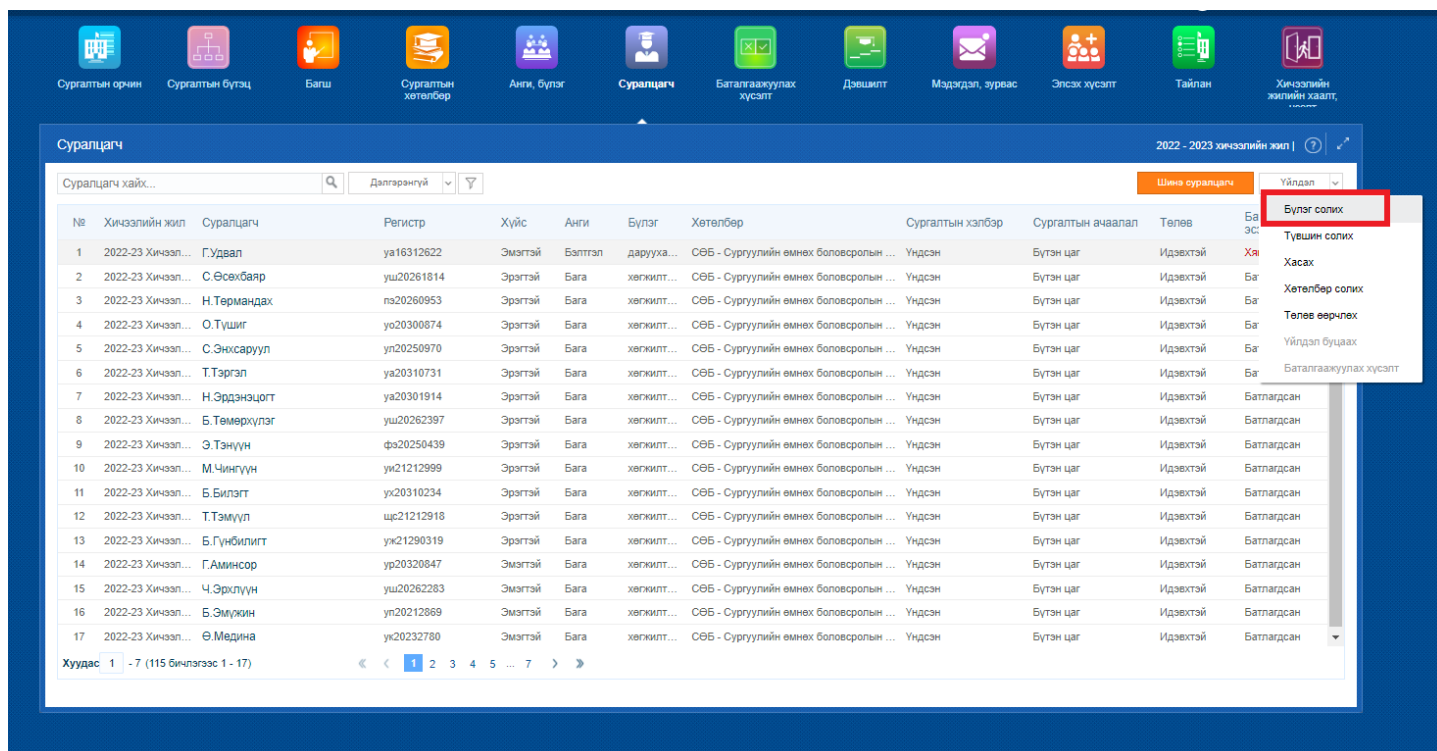 Сургалтын орчин
Сургалтын бүтэц
Багш
Сургалтын
хөтөлбөр
Анги, бүлэг
Суралцагч
Баталгаажуулах
хүсэлт
Дэвшилт
Мэдэгдэл, зурвас
Элсэх хүсэлт
Тайлан
Хичээлийн
жилийн хаалт,
Суралцагч
2022 - 2023 хичээлийн жил | ?
Суралцагч хайх...
Дэлгэрэнгүй
Шинэ суралцагч
Үйлдэл
Бүлэг солих
Түвшин солих
Хасах
Хөтөлбөр солих
Төлөв өөрчлөх
Үйлдэл буцаах
Баталгаажуулах хүсэлт
№ Хичээлийн жил Суралцагч Регистр Хүйс Анги Бүлэг Хөтөлбөр Сургалтын хэлбэр Сургалтын ачаалал Төлөв
1 2022-23 Хичээл... Г.Удвал уа16312622 Эмэгтэй Бэлтгэл дарууха... СӨБ - Сургуулийн өмнөх боловсролын ... Үндсэн Бүтэн цаг Идэвхтэй
2 2022-23 Хичээл... С.Өсөхбаяр уш20261814 Эрэгтэй Бага хөгжилт... СӨБ - Сургуулийн өмнөх боловсролын ... Үндсэн Бүтэн цаг Идэвхтэй
3 2022-23 Хичээл... Н.Төрмандах пэ20260953 Эрэгтэй Бага хөгжилт... СӨБ - Сургуулийн өмнөх боловсролын ... Үндсэн Бүтэн цаг Идэвхтэй
4 2022-23 Хичээл... О.Түшиг уо20300874 Эрэгтэй Бага хөгжилт... СӨБ - Сургуулийн өмнөх боловсролын ... Үндсэн Бүтэн цаг Идэвхтэй
5 2022-23 Хичээл... С.Энхсаруул ул20250970 Эрэгтэй Бага хөгжилт... СӨБ - Сургуулийн өмнөх боловсролын ... Үндсэн Бүтэн цаг Идэвхтэй
6 2022-23 Хичээл... Т.Тэргэл уа20310731 Эрэгтэй Бага хөгжилт... СӨБ - Сургуулийн өмнөх боловсролын ... Үндсэн Бүтэн цаг Идэвхтэй
7 2022-23 Хичээл... Н.Эрдэнэцогт уа20301914 Эрэгтэй Бага хөгжилт... СӨБ - Сургуулийн өмнөх боловсролын ... Үндсэн Бүтэн цаг Идэвхтэй Батлагдсан
8 2022-23 Хичээл... Б.Төмөрхүлэг уш20262397 Эрэгтэй Бага хөгжилт... СӨБ - Сургуулийн өмнөх боловсролын ... Үндсэн Бүтэн цаг Идэвхтэй Батлагдсан
9 2022-23 Хичээл... Э.Тэнүүн фэ20250439 Эрэгтэй Бага хөгжилт... СӨБ - Сургуулийн өмнөх боловсролын ... Үндсэн Бүтэн цаг Идэвхтэй Батлагдсан
10 2022-23 Хичээл... М.Чингүүн уи21212999 Эрэгтэй Бага хөгжилт... СӨБ - Сургуулийн өмнөх боловсролын ... Үндсэн Бүтэн цаг Идэвхтэй Батлагдсан
11 2022-23 Хичээл... Б.Билэгт ух20310234 Эрэгтэй Бага хөгжилт... СӨБ - Сургуулийн өмнөх боловсролын ... Үндсэн Бүтэн цаг Идэвхтэй Батлагдсан
12 2022-23 Хичээл... Т.Тэмүүл щс21212918 Эрэгтэй Бага хөгжилт... СӨБ - Сургуулийн өмнөх боловсролын ... Үндсэн Бүтэн цаг Идэвхтэй Батлагдсан
13 2022-23 Хичээл... Б.Гүнбилигт уж21290319 Эрэгтэй Бага хөгжилт... СӨБ - Сургуулийн өмнөх боловсролын ... Үндсэн Бүтэн цаг Идэвхтэй Батлагдсан
14 2022-23 Хичээл... Г.Аминсор ур20320847 Эмэгтэй Бага хөгжилт... СӨБ - Сургуулийн өмнөх боловсролын ... Үндсэн Бүтэн цаг Идэвхтэй Батлагдсан
15 2022-23 Хичээл... Ч.Эрхлүүн уш20262283 Эмэгтэй Бага хөгжилт... СӨБ - Сургуулийн өмнөх боловсролын ... Үндсэн Бүтэн цаг Идэвхтэй Батлагдсан
16 2022-23 Хичээл... Б.Эмүжин уп20212869 Эмэгтэй Бага хөгжилт... СӨБ - Сургуулийн өмнөх боловсролын ... Үндсэн Бүтэн цаг Идэвхтэй Батлагдсан
17 2022-23 Хичээл... Ө.Медина ук20232780 Эмэгтэй Бага хөгжилт... СӨБ - Сургуулийн өмнөх боловсролын ... Үндсэн Бүтэн цаг Идэвхтэй Батлагдсан
Хуудас 1 - 7 (115 бичлэгээс 1 - 17) 1 2 3 4 5 ... 7